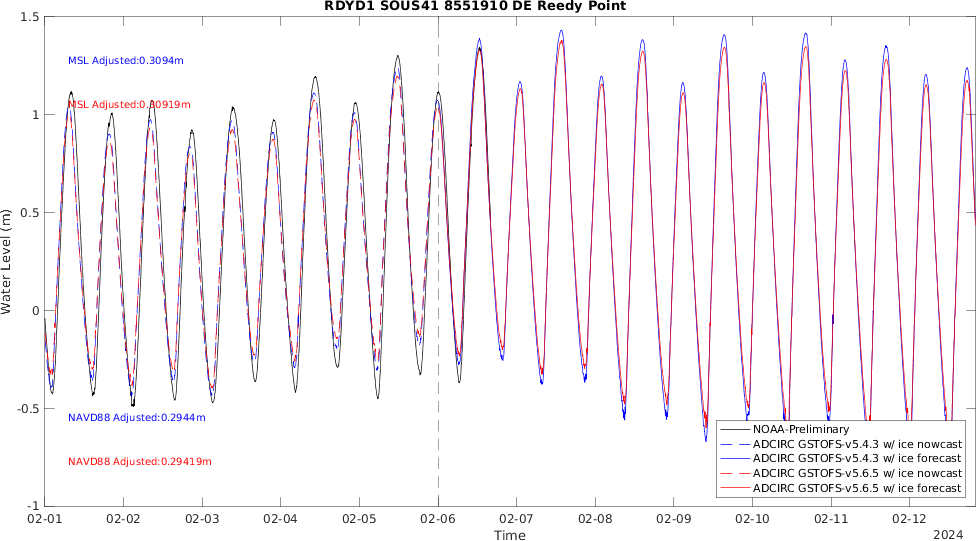 RDYD1 SOUS41 8551910 DE Reedy Point
1.5
1
0.5
0
-0.5
-1
Water Level (m)
MSL Adjusted:0.3094m
MSL Adjusted:0.30919m
NAVD88 Adjusted:0.2944m
NAVD88 Adjusted:0.29419m
NOAA-Preliminary
ADCIRC GSTOFS-v5.4.3 w/ ice nowcast
ADCIRC GSTOFS-v5.4.3 w/ ice forecast
ADCIRC GSTOFS-v5.6.5 w/ ice nowcast
ADCIRC GSTOFS-v5.6.5 w/ ice forecast
02-01 02-02 02-03 02-04 02-05 02-06 02-07 02-08 02-09 02-10 02-11 02-12
Time
2024